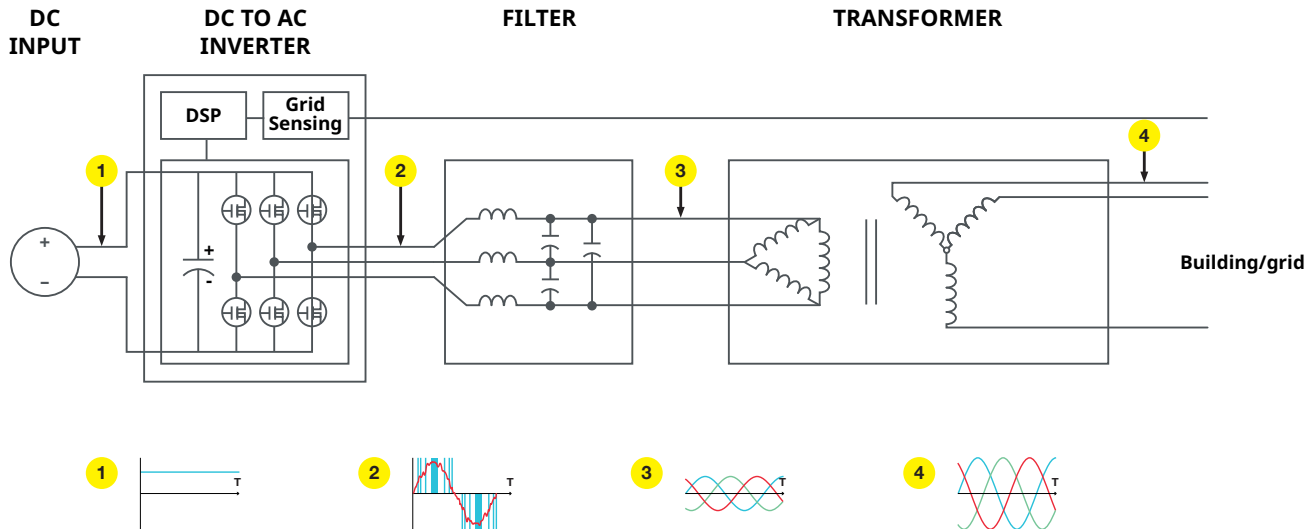 DC
INPUT
DC TO AC
INVERTER
FILTER
TRANSFORMER
DSP
Grid
Sensing
1
2
3
4
+
−
+
-
Building/grid
1
T
2
T
3
T
4
T